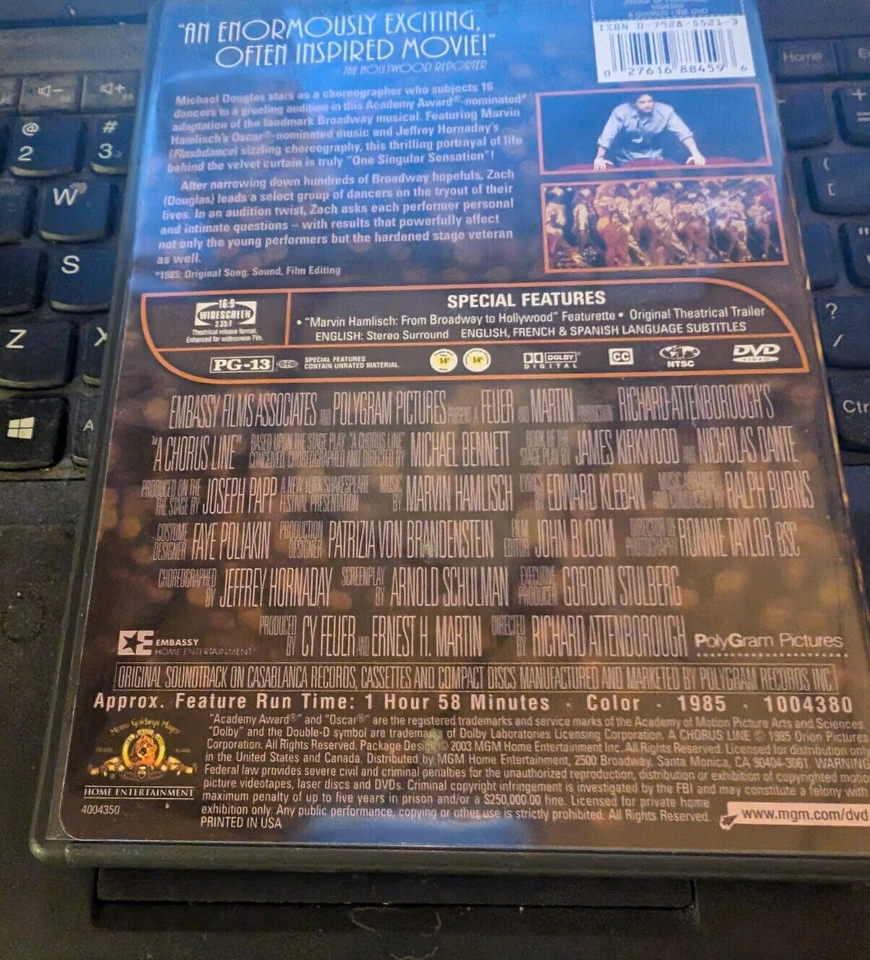 "AN ENORMOUSLY EXCITING,
OFTEN INSPIRED MOVIE!"
THE HOLLYWOOD REPORTER
ISBN 0-7928-5521-3
0 27616 88459 6
Michael Douglas stars as a choreographer who subjects 16
dancers to a grueling audition in this Academy Award®-nominated*
adaptation of the landmark Broadway musical. Featuring Marvin
Hamlisch's Oscar®-nominated music and Jeffrey Hornaday's
(Flashdance) sizzling choreography, this thrilling portrayal of life
behind the velvet curtain is truly "One Singular Sensation"!
After narrowing down hundreds of Broadway hopefuls, Zach
(Douglas) leads a select group of dancers on the tryout of their
lives. In an audition twist, Zach asks each performer personal
and intimate questions – with results that powerfully affect
not only the young performers but the hardened stage veteran
as well.
*1985: Original Song, Sound, Film Editing
16:9
WIDESCREEN
2.35:1
Theatrical release format.
Enhanced for widescreen TVs.
SPECIAL FEATURES
• "Marvin Hamlisch: From Broadway to Hollywood" Featurette • Original Theatrical Trailer
ENGLISH: Stereo Surround ENGLISH, FRENCH & SPANISH LANGUAGE SUBTITLES
PG-13 SPECIAL FEATURES
CONTAIN UNRATED MATERIAL.
14+ 14+ DOLBY DIGITAL CC NTSC DVD VIDEO
EMBASSY FILMS ASSOCIATES AND POLYGRAM PICTURES PRESENT A FEUER AND MARTIN PRODUCTION RICHARD ATTENBOROUGH'S
"A CHORUS LINE" BASED UPON THE STAGE PLAY "A CHORUS LINE" CONCEIVED, CHOREOGRAPHED AND DIRECTED BY MICHAEL BENNETT BOOK OF THE STAGE PLAY BY JAMES KIRKWOOD AND NICHOLAS DANTE
PRODUCED ON THE THE STAGE BY JOSEPH PAPP A NEW YORK SHAKESPEARE FESTIVAL PRESENTATION MUSIC BY MARVIN HAMLISCH LYRICS BY EDWARD KLEBAN MUSIC RALPH BURNS
COSTUME DESIGNER FAYE POLIAKIN PRODUCTION DESIGNER PATRIZIA VON BRANDENSTEIN FILM EDITOR JOHN BLOOM DIRECTOR OF PHOTOGRAPHY RONNIE TAYLOR BSC
CHOREOGRAPHED BY JEFFREY HORNADAY SCREENPLAY BY ARNOLD SCHULMAN EXECUTIVE PRODUCER GORDON STULBERG
PRODUCED BY CY FEUER AND ERNEST H. MARTIN DIRECTED BY RICHARD ATTENBOROUGH
E EMBASSY
HOME ENTERTAINMENT
PolyGram Pictures
ORIGINAL SOUNDTRACK ON CASABLANCA RECORDS, CASSETTES AND COMPACT DISCS MANUFACTURED AND MARKETED BY POLYGRAM RECORDS INC.
Approx. Feature Run Time: 1 Hour 58 Minutes · Color · 1985 · 1004380
"Academy Award®" and "Oscar®" are the registered trademarks and service marks of the Academy of Motion Picture Arts and Sciences.
"Dolby" and the Double-D symbol are trademarks of Dolby Laboratories Licensing Corporation. A CHORUS LINE © 1985 Orion Pictures
Corporation. All Rights Reserved. Package Design © 2003 MGM Home Entertainment Inc. All Rights Reserved. Licensed for distribution only
in the United States and Canada. Distributed by MGM Home Entertainment, 2500 Broadway, Santa Monica, CA 90404-3061. WARNING
Federal law provides severe civil and criminal penalties for the unauthorized reproduction, distribution or exhibition of copyrighted motion
picture videotapes, laser discs and DVDs. Criminal copyright infringement is investigated by the FBI and may constitute a felony with
maximum penalty of up to five years in prison and/or a $250,000.00 fine. Licensed for private home
exhibition only. Any public performance, copying or other use is strictly prohibited. All Rights Reserved.
PRINTED IN USA
www.mgm.com/dvd
Metro Goldwyn Mayer
HOME ENTERTAINMENT
4004350
@
2
#
3
W
S
Z
X
A
Home
+
=
{
[
"
?
/
Ctr